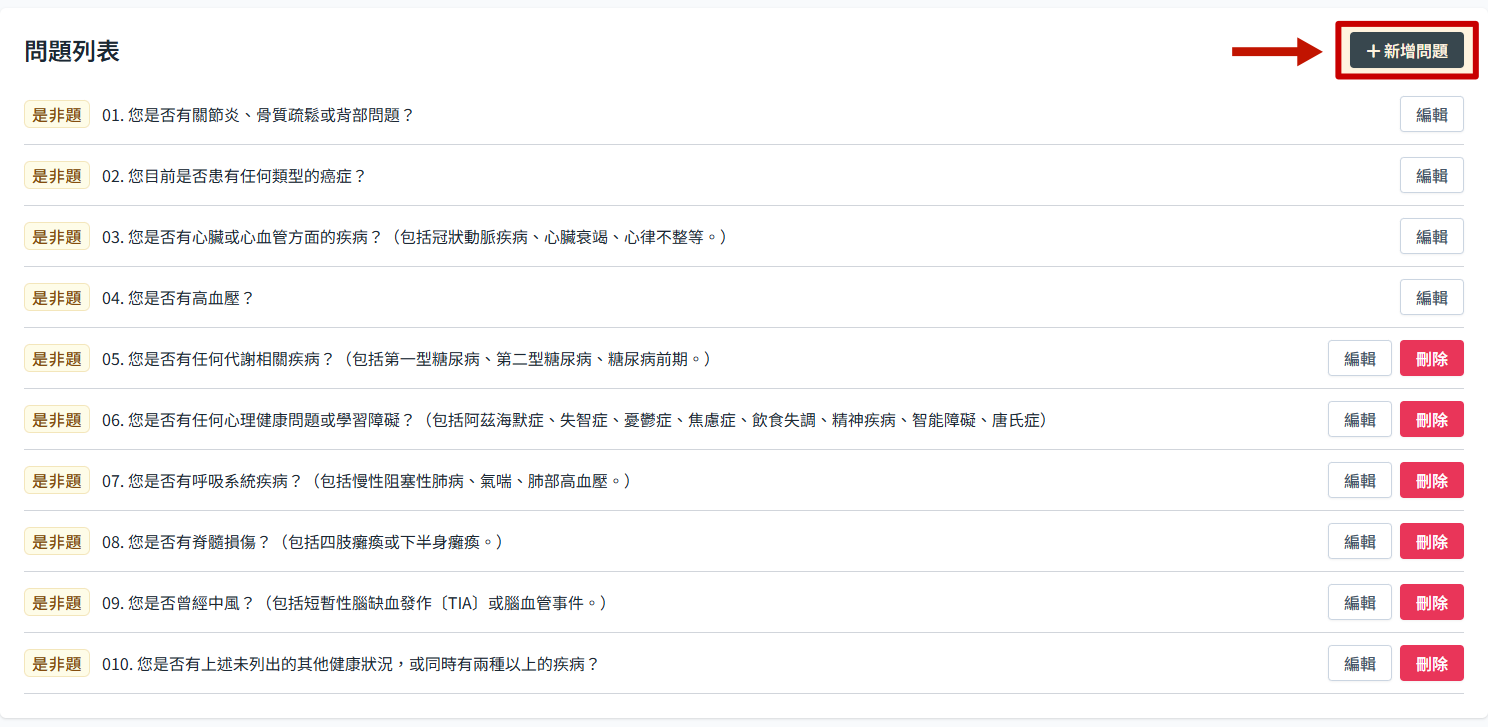 問題列表
＋新增問題
是非題 01. 您是否有關節炎、骨質疏鬆或背部問題？ 編輯
是非題 02. 您目前是否患有任何類型的癌症？ 編輯
是非題 03. 您是否有心臟或心血管方面的疾病？（包括冠狀動脈疾病、心臟衰竭、心律不整等。） 編輯
是非題 04. 您是否有高血壓？ 編輯
是非題 05. 您是否有任何代謝相關疾病？（包括第一型糖尿病、第二型糖尿病、糖尿病前期。） 編輯 刪除
是非題 06. 您是否有任何心理健康問題或學習障礙？（包括阿茲海默症、失智症、憂鬱症、焦慮症、飲食失調、精神疾病、智能障礙、唐氏症） 編輯 刪除
是非題 07. 您是否有呼吸系統疾病？（包括慢性阻塞性肺病、氣喘、肺部高血壓。） 編輯 刪除
是非題 08. 您是否有脊髓損傷？（包括四肢癱瘓或下半身癱瘓。） 編輯 刪除
是非題 09. 您是否曾經中風？（包括短暫性腦缺血發作〔TIA〕或腦血管事件。） 編輯 刪除
是非題 010. 您是否有上述未列出的其他健康狀況，或同時有兩種以上的疾病？ 編輯 刪除